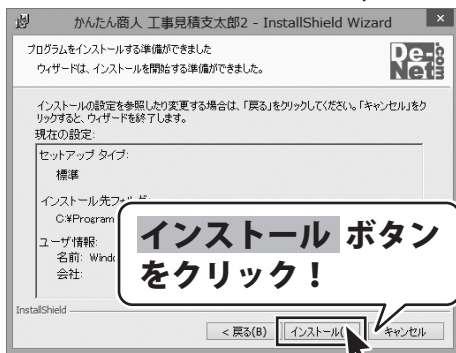 かんたん商人 工事見積支太郎2 - InstallShield Wizard
プログラムをインストールする準備ができました
ウィザードは、インストールを開始する準備ができました。
De-
Net
.com
インストールの設定を参照したり変更する場合は、「戻る」をクリックしてください。「キャンセル」をク
リックすると、ウィザードを終了します。
現在の設定:
セットアップ タイプ:
標準
インストール先フォルダ:
C:¥Program
ユーザ情報:
名前:
会社:
インストール ボタン
をクリック！
InstallShield
< 戻る(B)
インストール(
キャンセル